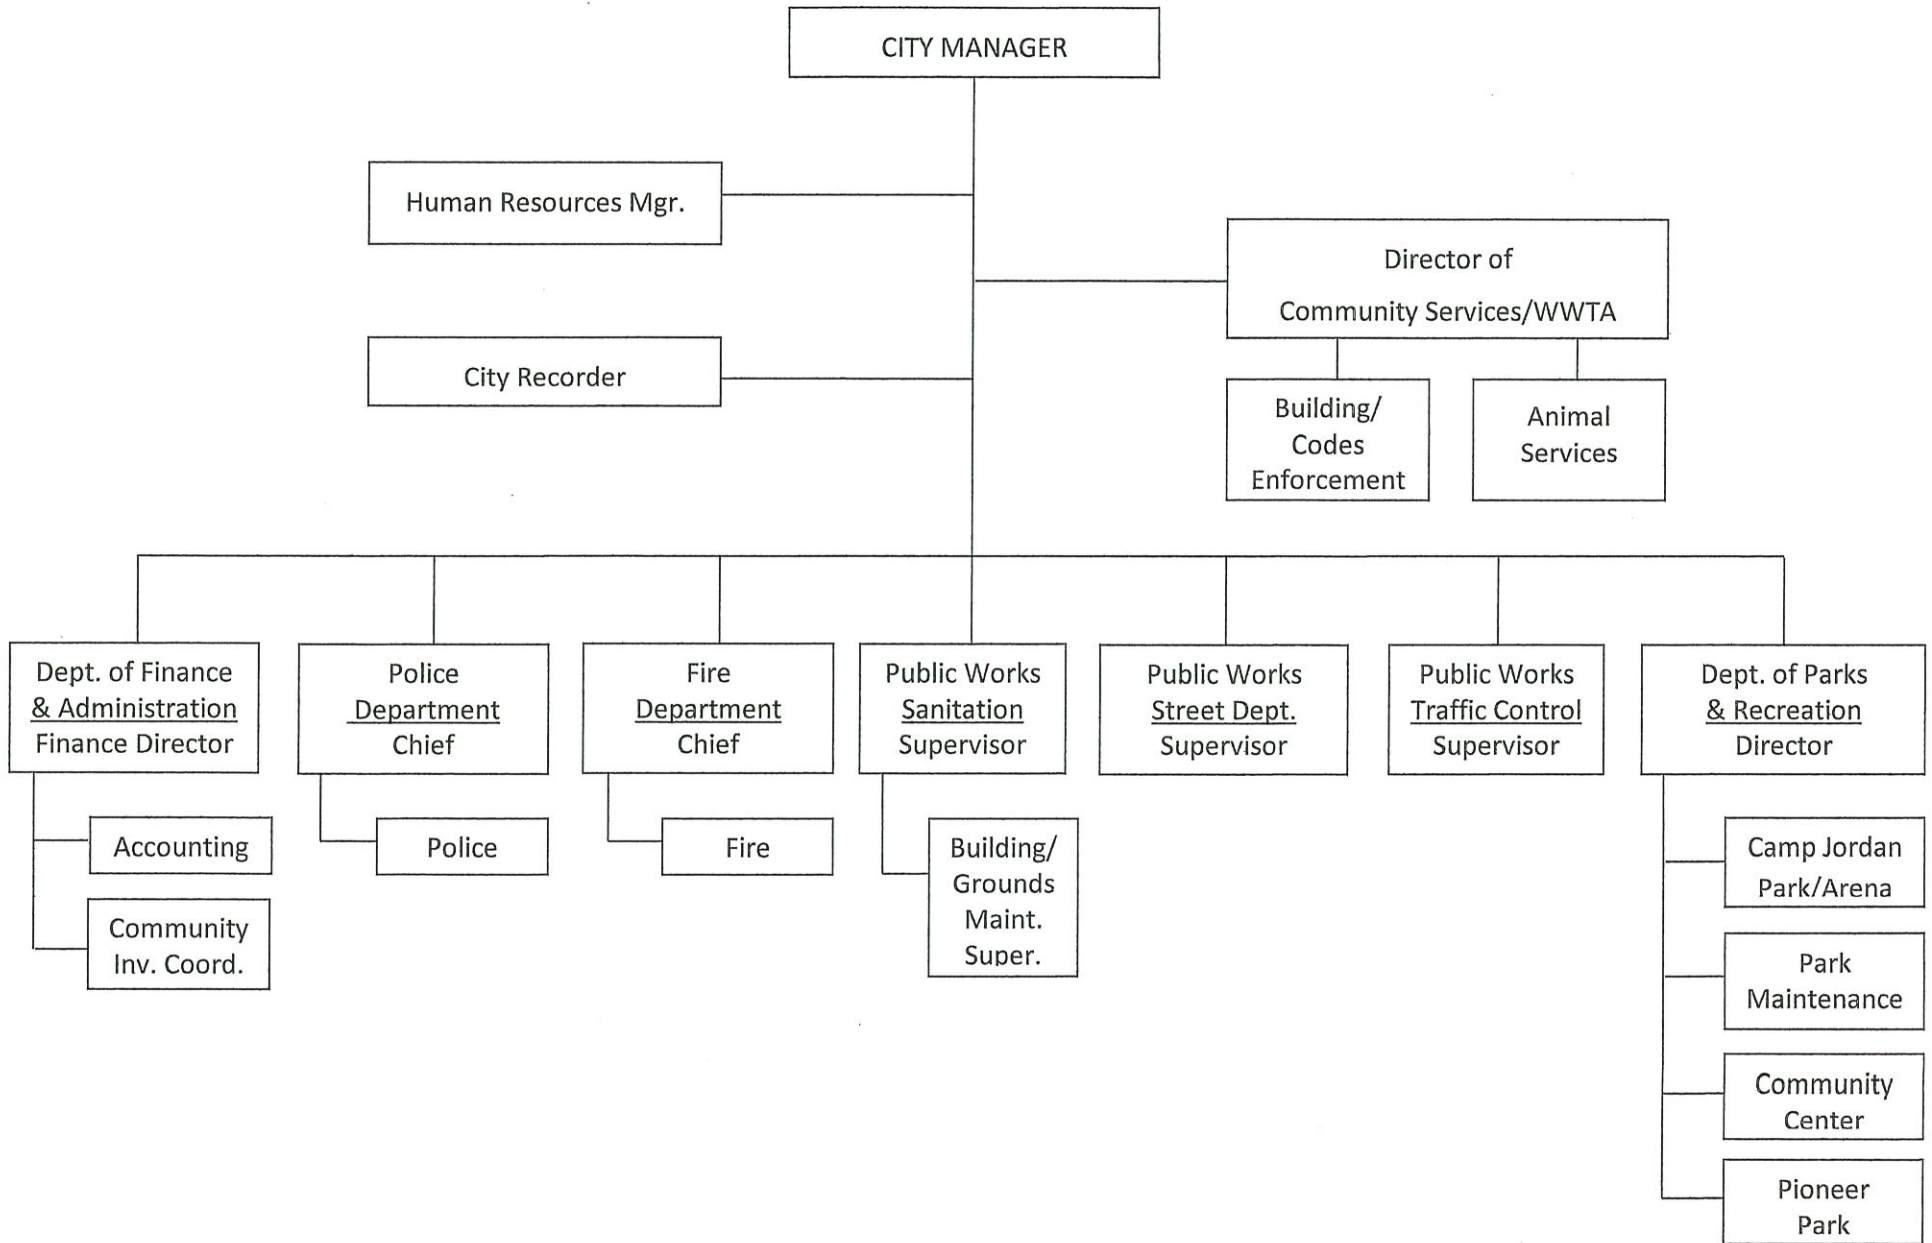 CITY MANAGER
Human Resources Mgr.
Director of
Community Services/WWTA
City Recorder
Building/
Codes
Enforcement
Animal
Services
Dept. of Finance
& Administration
Finance Director
Police
Department
Chief
Fire
Department
Chief
Public Works
Sanitation
Supervisor
Public Works
Street Dept.
Supervisor
Public Works
Traffic Control
Supervisor
Dept. of Parks
& Recreation
Director
Accounting
Community
Inv. Coord.
Police
Fire
Building/
Grounds
Maint.
Super.
Camp Jordan
Park/Arena
Park
Maintenance
Community
Center
Pioneer
Park